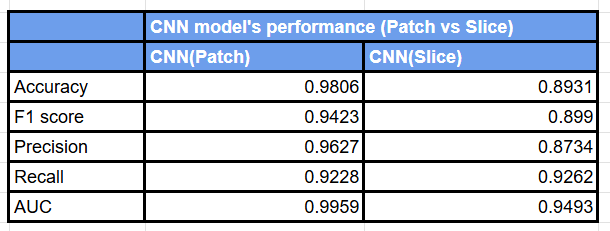 CNN model's performance (Patch vs Slice)
CNN(Patch) CNN(Slice)
Accuracy 0.9806 0.8931
F1 score 0.9423 0.899
Precision 0.9627 0.8734
Recall 0.9228 0.9262
AUC 0.9959 0.9493